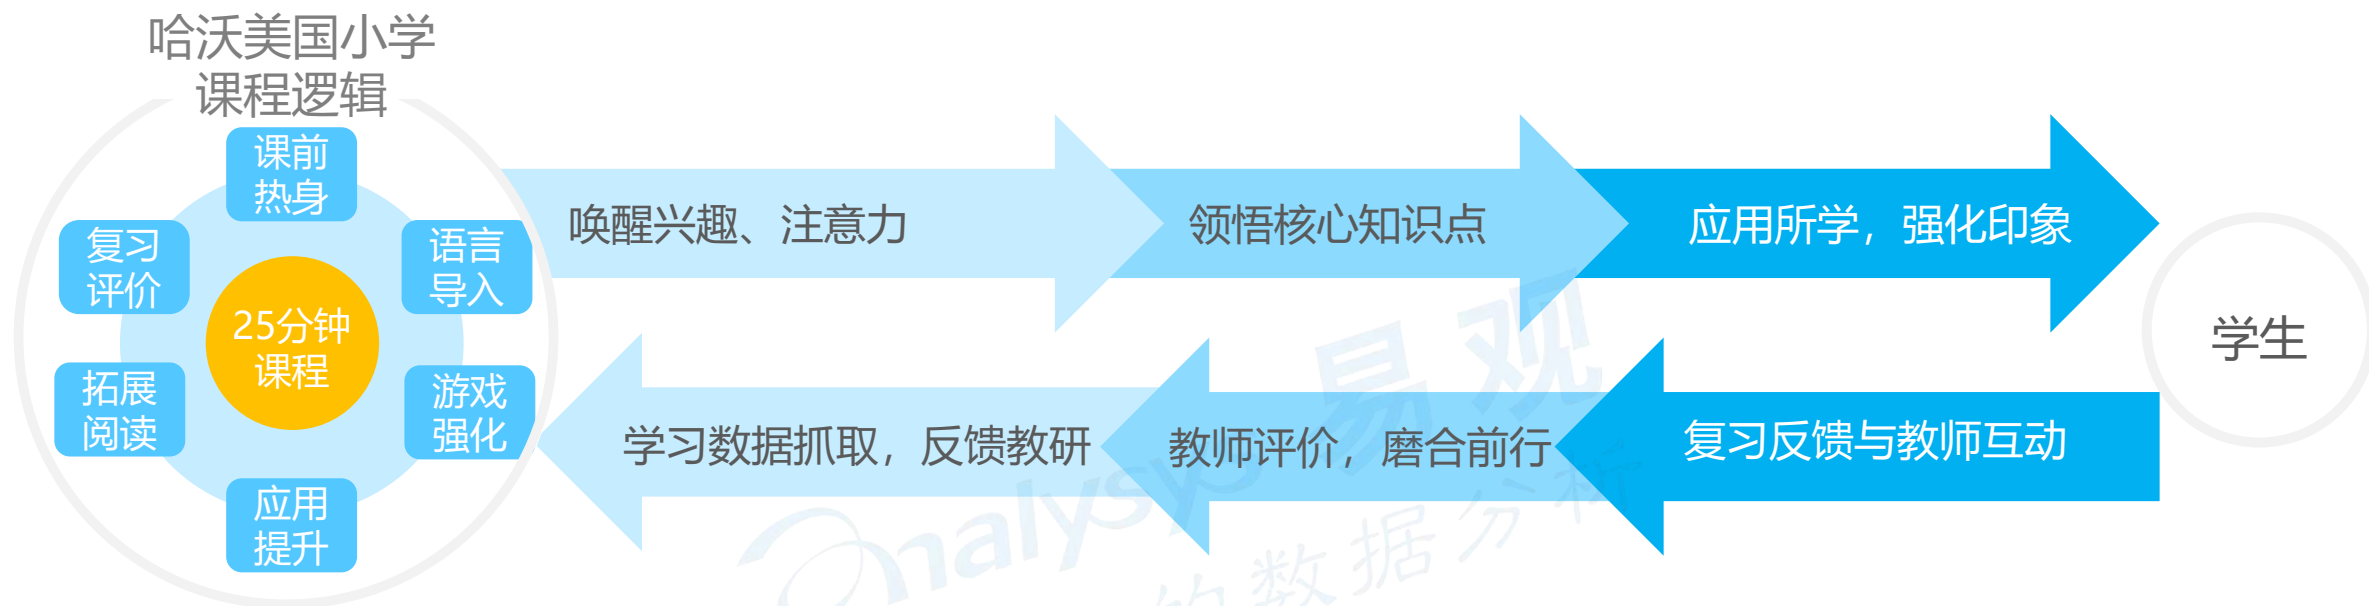 哈沃美国小学
课程逻辑
课前
热身
语言
导入
游戏
强化
应用
提升
拓展
阅读
复习
评价
25分钟
课程
唤醒兴趣、注意力
领悟核心知识点
应用所学，强化印象
学生
复习反馈与教师互动
教师评价，磨合前行
学习数据抓取，反馈教研
易观
nalysys
的数据分析